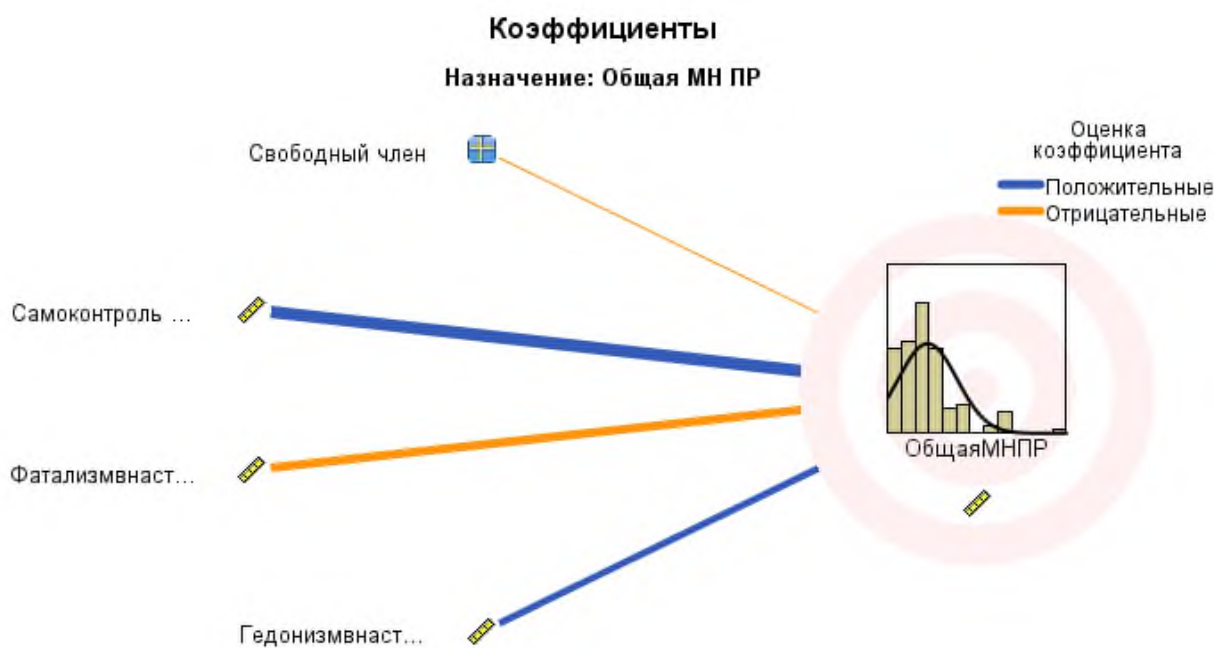 Коэффициенты
Назначение: Общая МН ПР
Свободный член
Оценка
коэффициента
Положительные
Отрицательные
Самоконтроль ...
Фатализмвнаст...
ОбщаяМНПР
Гедонизмвнаст...